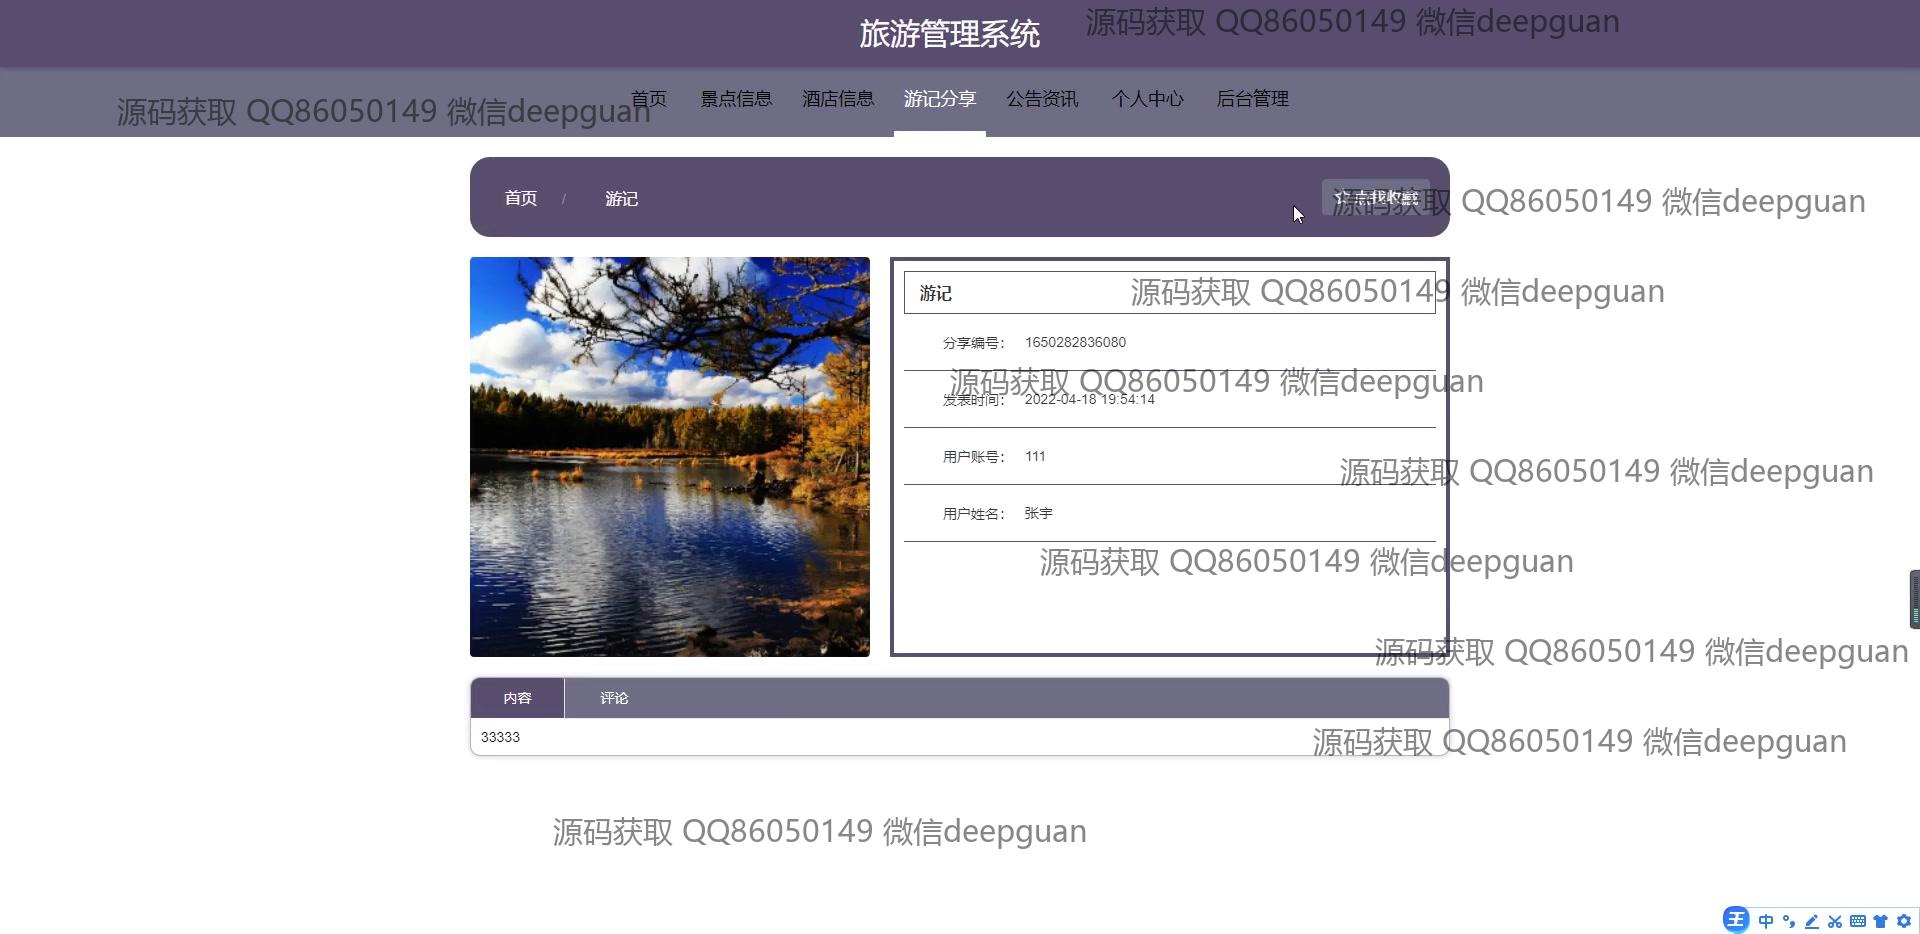 旅游管理系统
源码获取 QQ86050149 微信deepguan
源码获取 QQ86050149 微信deepguan
首页 景点信息 酒店信息 游记分享 公告资讯 个人中心 后台管理
首页 / 游记
点我收藏
源码获取 QQ86050149 微信deepguan
游记
源码获取 QQ86050149 微信deepguan
分享编号： 1650282836080
源码获取 QQ86050149 微信deepguan
发表时间： 2022-04-18 19:54:14
用户账号： 111
源码获取 QQ86050149 微信deepguan
用户姓名： 张宇
源码获取 QQ86050149 微信deepguan
源码获取 QQ86050149 微信deepguan
内容 评论
33333
源码获取 QQ86050149 微信deepguan
源码获取 QQ86050149 微信deepguan
王 中